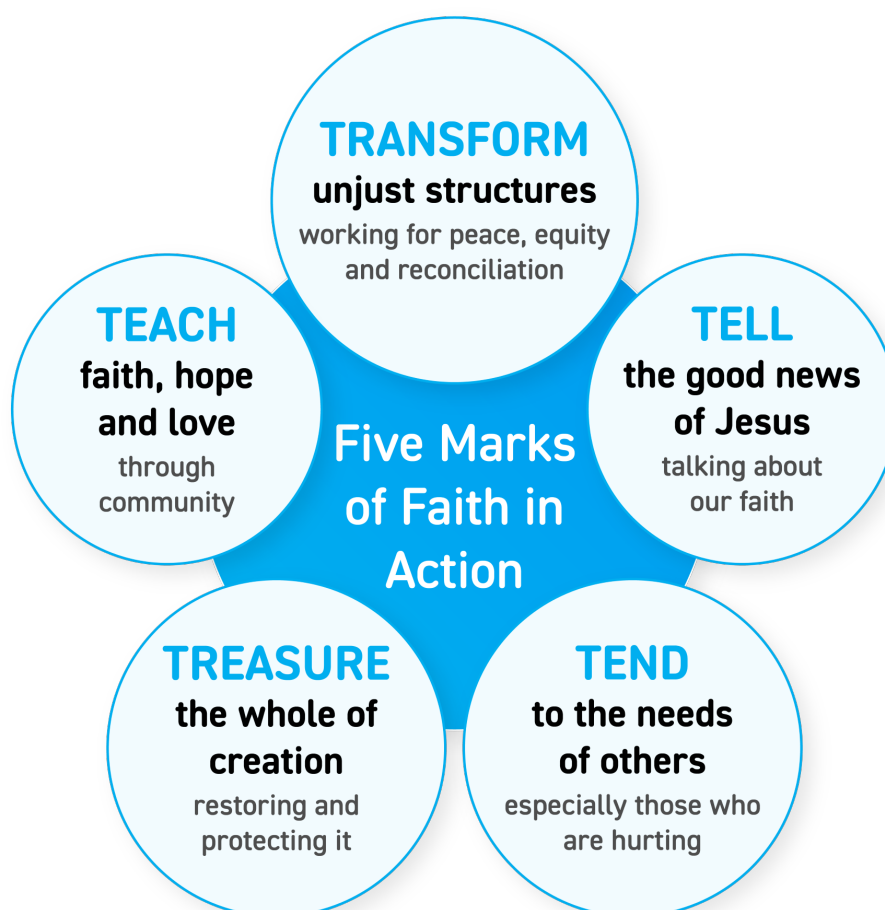 TRANSFORM
unjust structures
working for peace, equity
and reconciliation
TEACH
faith, hope
and love
through
community
TELL
the good news
of Jesus
talking about
our faith
Five Marks
of Faith in
Action
TREASURE
the whole of
creation
restoring and
protecting it
TEND
to the needs
of others
especially those who
are hurting